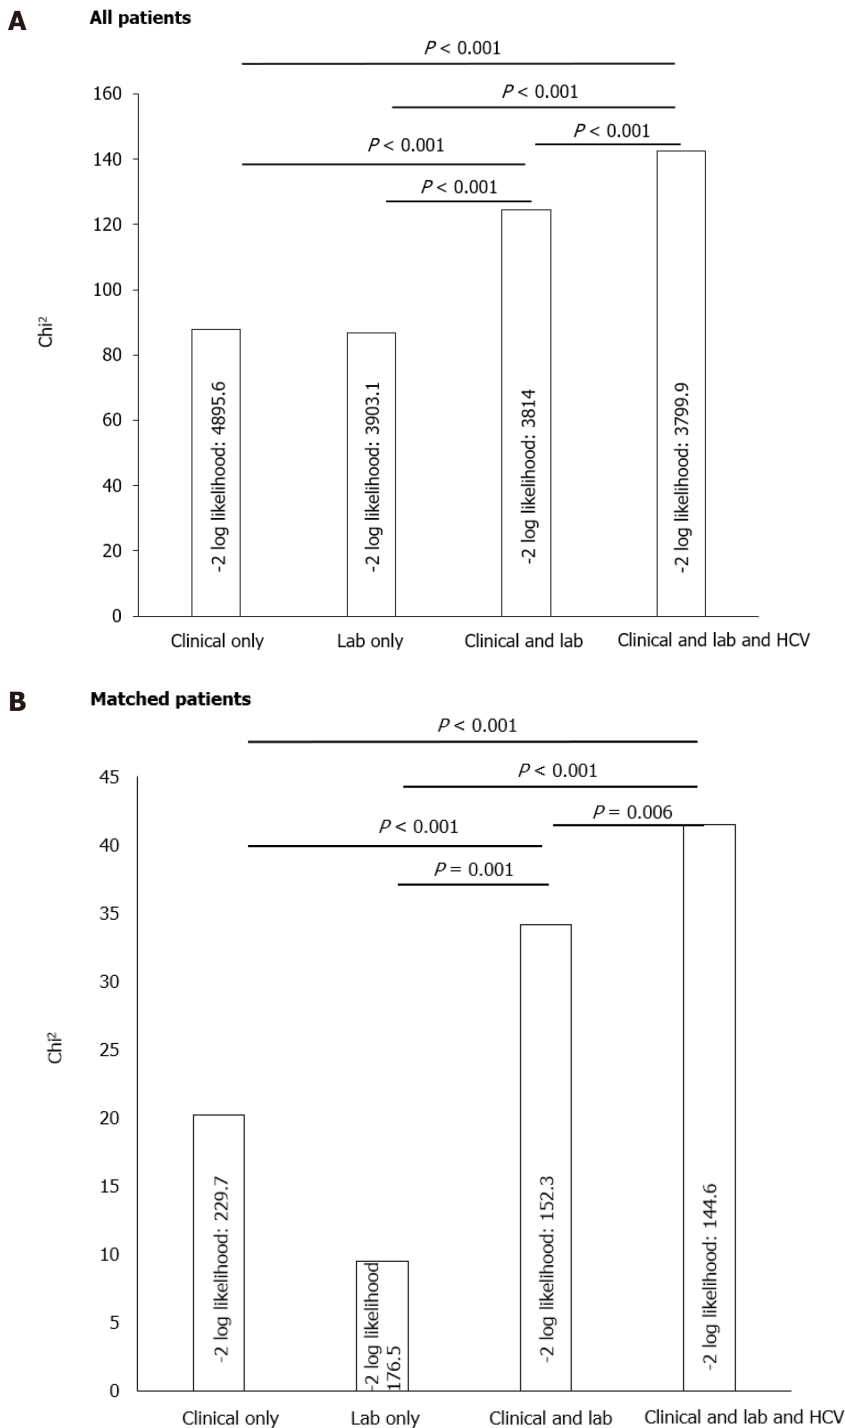 A
All patients
P < 0.001
P < 0.001
P < 0.001
P < 0.001
P < 0.001
160
140
120
100
80
60
40
20
0
Chi²
-2 log likelihood: 4895.6
-2 log likelihood: 3903.1
-2 log likelihood: 3814
-2 log likelihood: 3799.9
Clinical only
Lab only
Clinical and lab
Clinical and lab and HCV
B
Matched patients
P < 0.001
P < 0.001
P = 0.006
P < 0.001
P = 0.001
45
40
35
30
25
20
15
10
5
0
Chi²
-2 log likelihood: 229.7
-2 log likelihood
176.5
-2 log likelihood: 152.3
-2 log likelihood: 144.6
Clinical only
Lab only
Clinical and lab
Clinical and lab and HCV